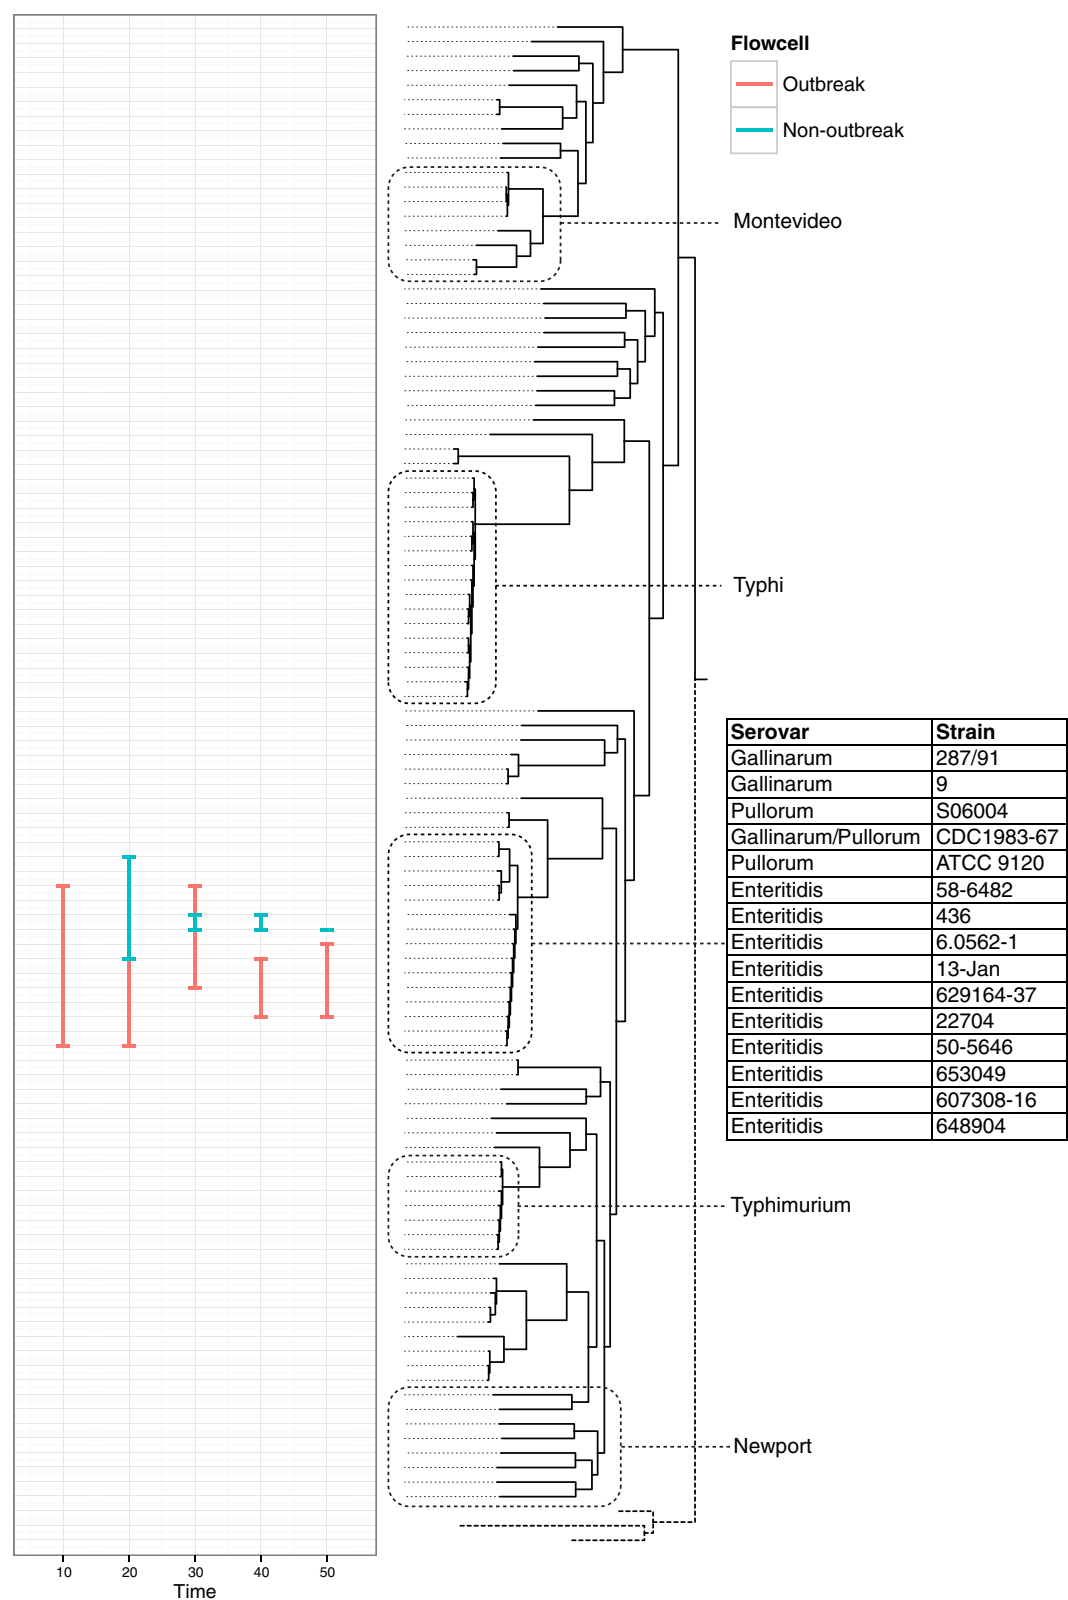 Flowcell
Outbreak
Non-outbreak
Montevideo
Typhi
Serovar Strain
Gallinarum 287/91
Gallinarum 9
Pullorum S06004
Gallinarum/Pullorum CDC1983-67
Pullorum ATCC 9120
Enteritidis 58-6482
Enteritidis 436
Enteritidis 6.0562-1
Enteritidis 13-Jan
Enteritidis 629164-37
Enteritidis 22704
Enteritidis 50-5646
Enteritidis 653049
Enteritidis 607308-16
Enteritidis 648904
Typhimurium
Newport
10 20 30 40 50
Time